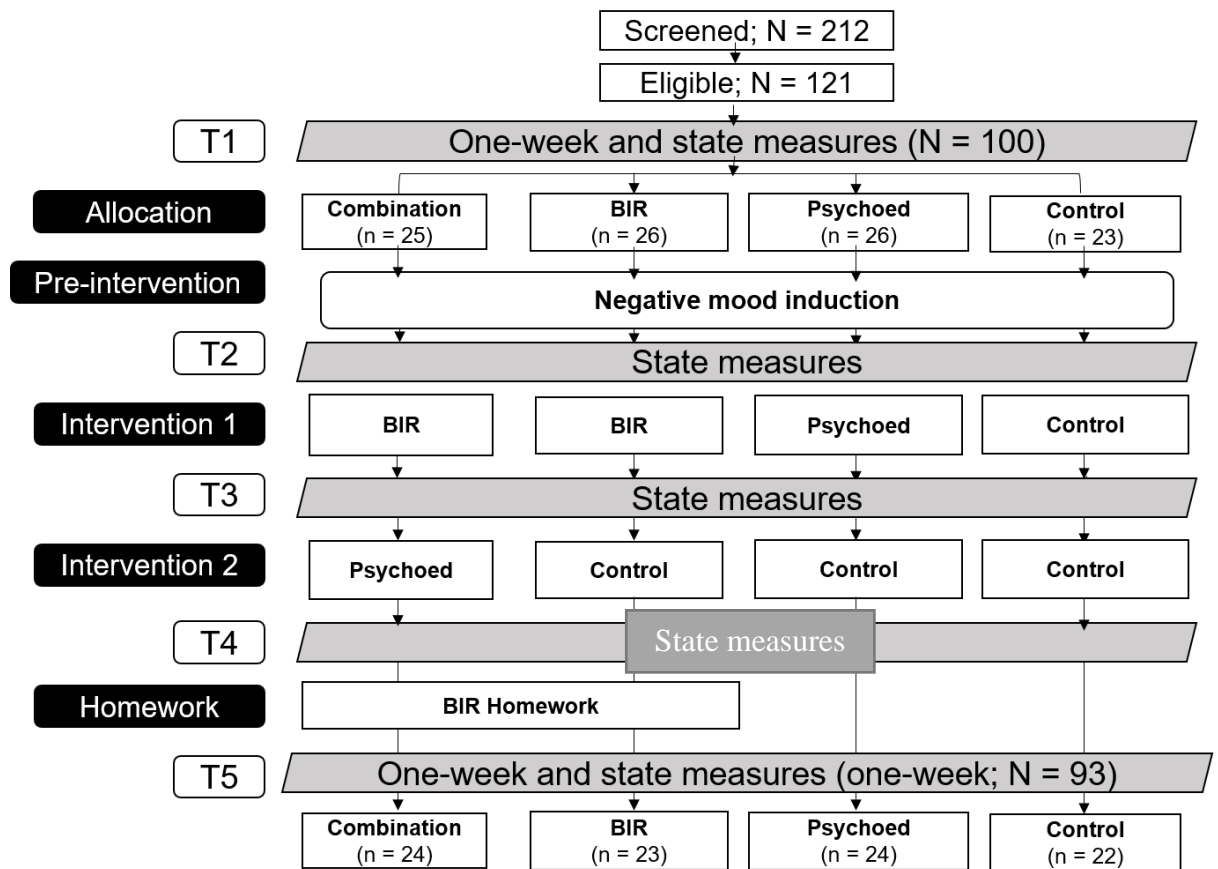 Screened; N = 212
Eligible; N = 121
T1
One-week and state measures (N = 100)
Allocation
Combination
(n = 25)
BIR
(n = 26)
Psychoed
(n = 26)
Control
(n = 23)
Pre-intervention
Negative mood induction
T2
State measures
Intervention 1
BIR
BIR
Psychoed
Control
T3
State measures
Intervention 2
Psychoed
Control
Control
Control
T4
State measures
Homework
BIR Homework
T5
One-week and state measures (one-week; N = 93)
Combination
(n = 24)
BIR
(n = 23)
Psychoed
(n = 24)
Control
(n = 22)